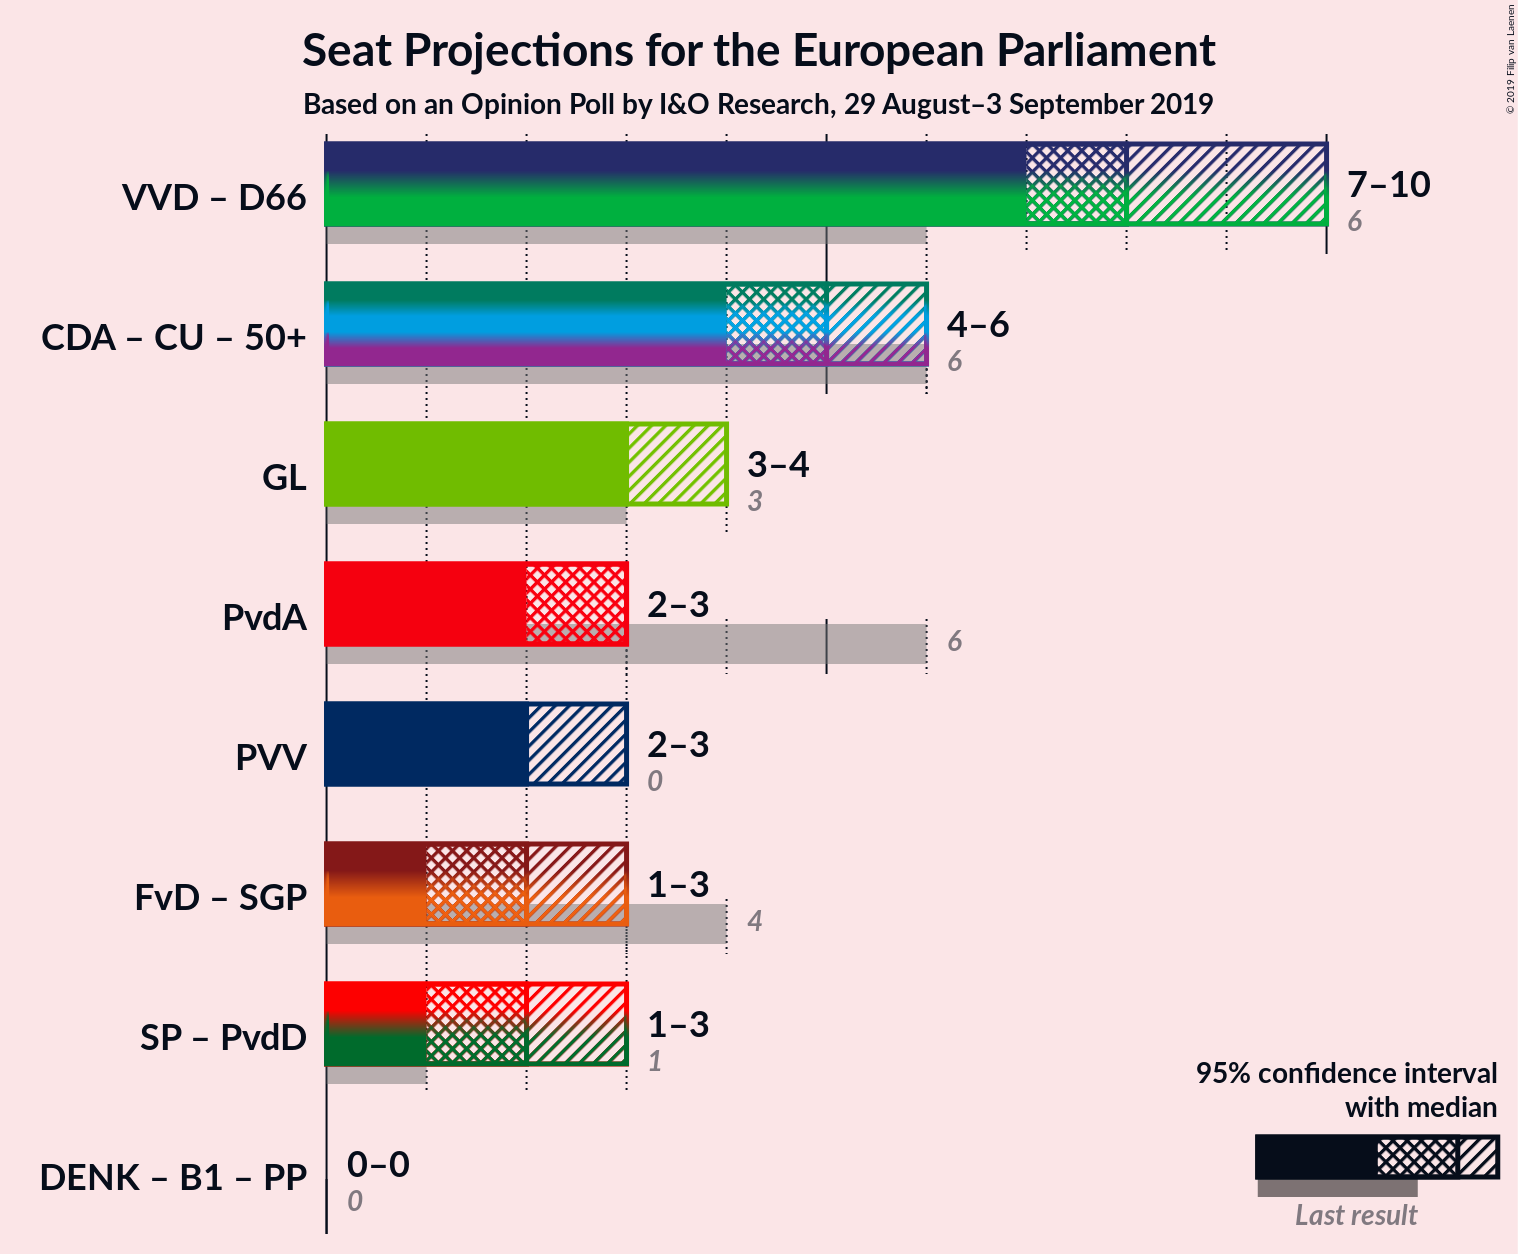 Seat Projections for the European Parliament
Based on an Opinion Poll by I&O Research, 29 August–3 September 2019
© 2019 Filip van Laenen
VVD – D66
7–10
6
CDA – CU – 50+
4–6
6
GL
3–4
3
PvdA
2–3
6
PVV
2–3
0
FvD – SGP
1–3
4
SP – PvdD
1–3
1
DENK – B1 – PP
0–0
0
95% confidence interval
with median
Last result